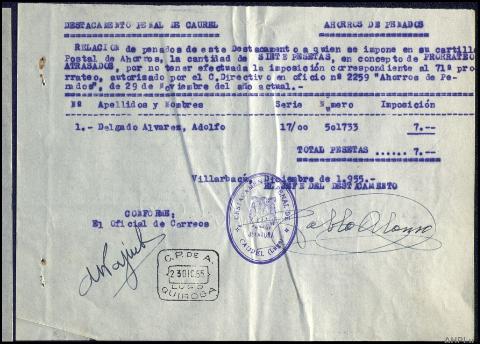 DESTACAMENTO PENAL DE CAUREL AHORROS DE PENADOS
RELACION de penados de este Destacamento a quien se impone en su cartilla
Postal de Ahorros, la cantidad de SIETE PESETAS, en concepto de PRORRATEO
ATRASADOS, por no tener efectuada la imposición correspondiente al 71º pro-
rrateo, autorizado por el C.Directivo en oficio nº 2259 "Ahorros de Pe-
nados", de 29 de Noviembre del año actual.-
Nº Apellidos y Nombres Serie Numero Imposición
1.- Delgado Alvarez, Adolfo 17/00 501733 7.--
TOTAL PESETAS ...... 7.--
Villarbacú, Diciembre de 1.955.-
EL JEFE DEL DESTACAMENTO
CONFORME:
El Oficial de Correos
CAUREL (LUGO)
Pablo Alonso
C.P. DE A.
23 DIC 55
LUGO
QUIROGA